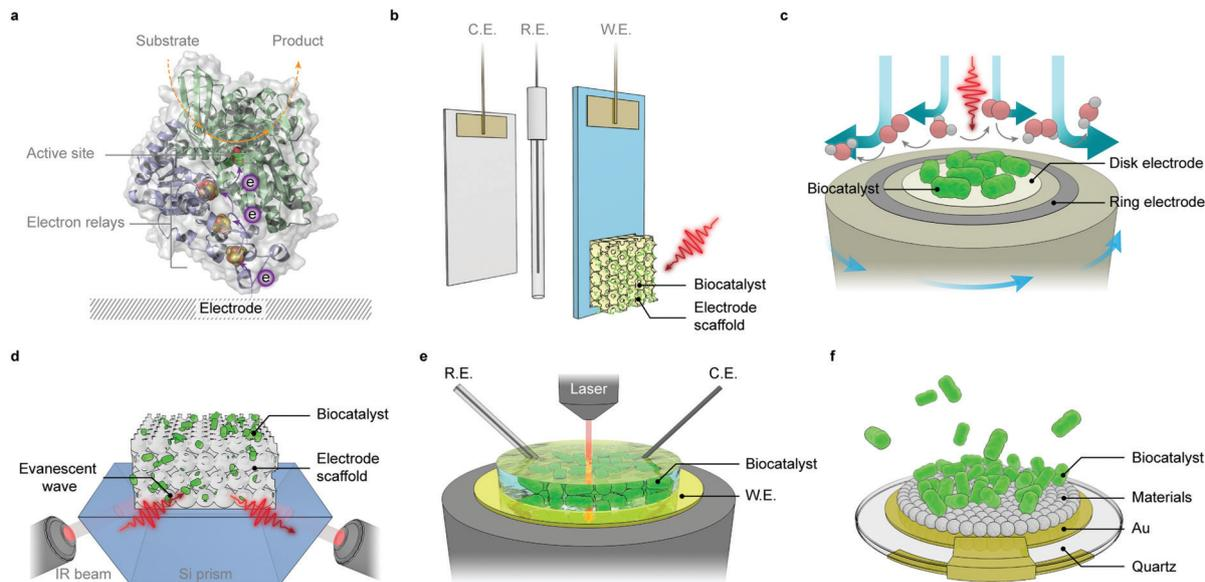 a
Substrate
Product
Active site
e
e
Electron relays
e
Electrode
b
C.E.
R.E.
W.E.
Biocatalyst
Electrode
scaffold
c
Disk electrode
Biocatalyst
Ring electrode
d
Biocatalyst
Evanescent
wave
Electrode
scaffold
IR beam
Si prism
e
R.E.
Laser
C.E.
Biocatalyst
W.E.
f
Biocatalyst
Materials
Au
Quartz